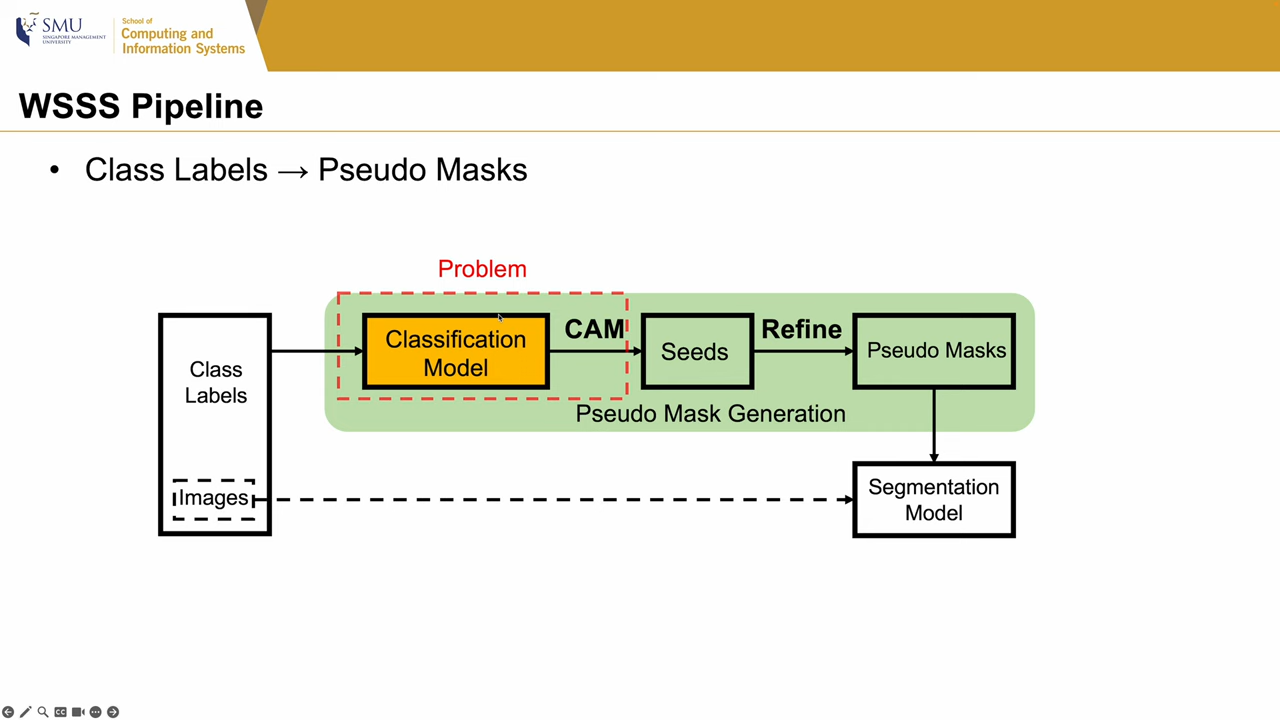 SMU
SINGAPORE MANAGEMENT
UNIVERSITY
School of
Computing and
Information Systems
WSSS Pipeline
• Class Labels → Pseudo Masks
Problem
Classification
Model
CAM
Seeds
Refine
Pseudo Masks
Class
Labels
Pseudo Mask Generation
Images
Segmentation
Model
CC